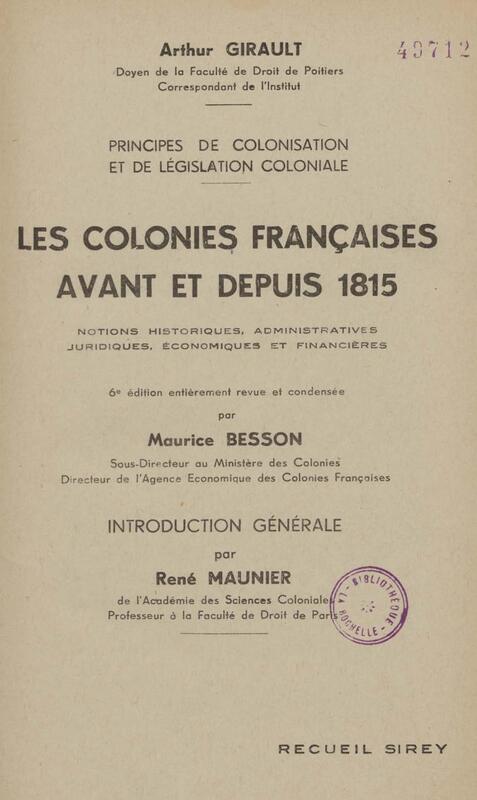 Arthur GIRAULT
49712
Doyen de la Faculté de Droit de Poitiers
Correspondant de l'Institut
PRINCIPES DE COLONISATION
ET DE LÉGISLATION COLONIALE
LES COLONIES FRANÇAISES
AVANT ET DEPUIS 1815
NOTIONS HISTORIQUES, ADMINISTRATIVES
JURIDIQUES, ÉCONOMIQUES ET FINANCIÈRES
6e édition entièrement revue et condensée
par
Maurice BESSON
Sous-Directeur au Ministère des Colonies
Directeur de l'Agence Economique des Colonies Françaises
INTRODUCTION GÉNÉRALE
par
René MAUNIER
de l'Académie des Sciences Coloniales
Professeur à la Faculté de Droit de Paris
BIBLIOTHÈQUE
LA ROCHELLE
RECUEIL SIREY